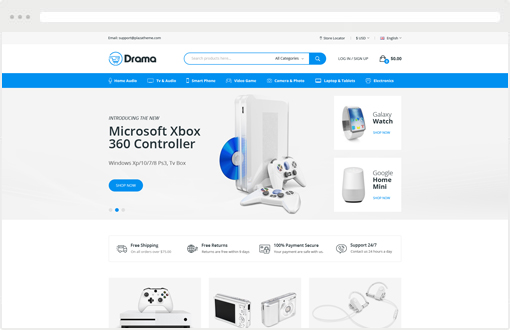 Email: support@plazathemes.com
Store Locator
$ USD
English
Drama
Search products here...
All Categories
LOG IN / SIGN UP
$0.00
Home Audio
Tv & Audio
Smart Phone
Video Games
Camera & Photo
Laptop & Tablets
Electronics
INTRODUCING THE NEW
Microsoft Xbox
360 Controller
Windows Xp/10/7/8 Ps3, Tv Box
SHOP NOW
Galaxy
Watch
SHOP NOW
Google
Home
Mini
SHOP NOW
Free Shipping
On all orders over $75.00
Free Returns
Returns are free within 9 days
100% Payment Secure
Your payment are safe with us.
Support 24/7
Contact us 24 hours a day